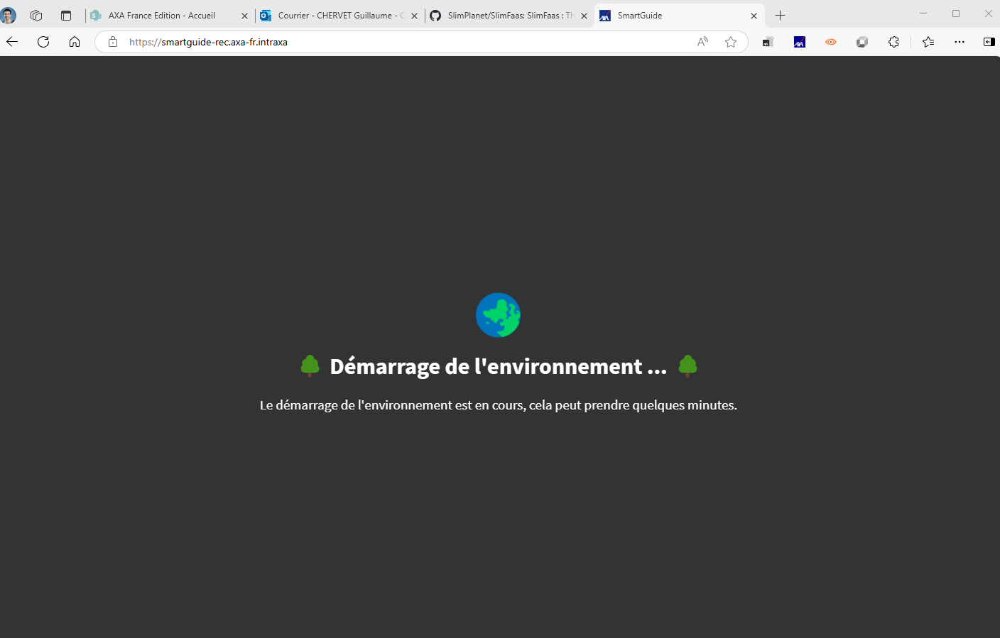 AXA France Edition - Accueil
Courrier - CHERVET Guillaume - O
SlimPlanet/SlimFaas: SlimFaas : Th
SmartGuide
https://smartguide-rec.axa-fr.intraxa
Démarrage de l'environnement ...
Le démarrage de l'environnement est en cours, cela peut prendre quelques minutes.